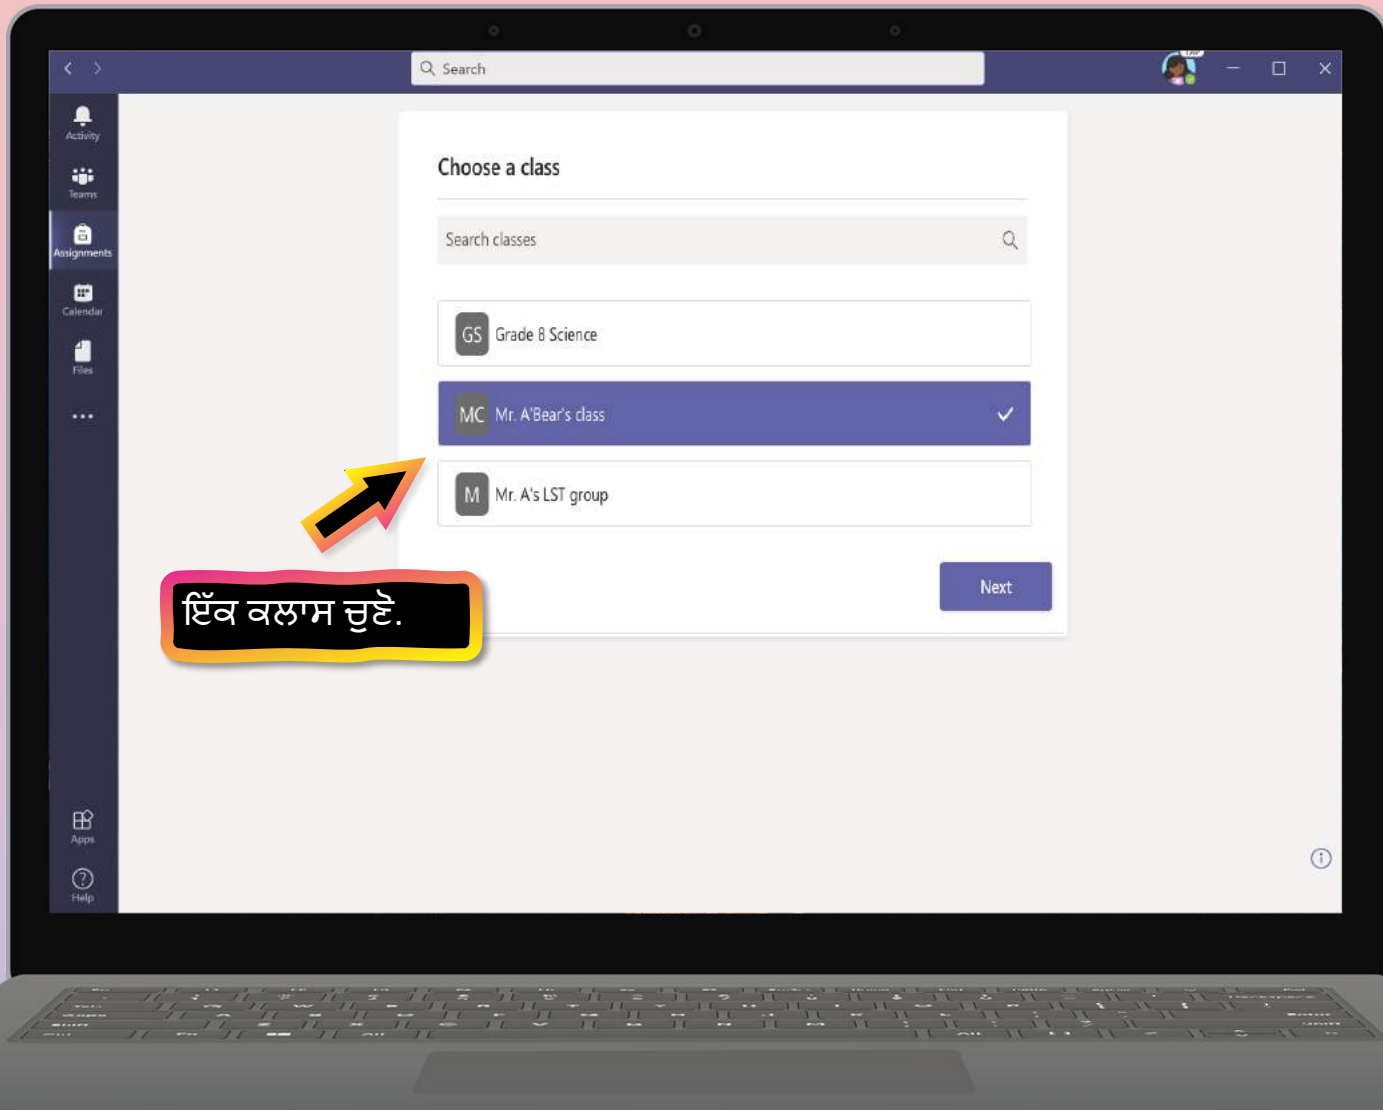 Search
Activity
Teams
Assignments
Calendar
Files
Apps
Help
Choose a class
Search classes
GS Grade 8 Science
MC Mr. A'Bear's class
M Mr. A's LST group
Next
ਇੱਕ ਕਲਾਸ ਚੁਣੋ.